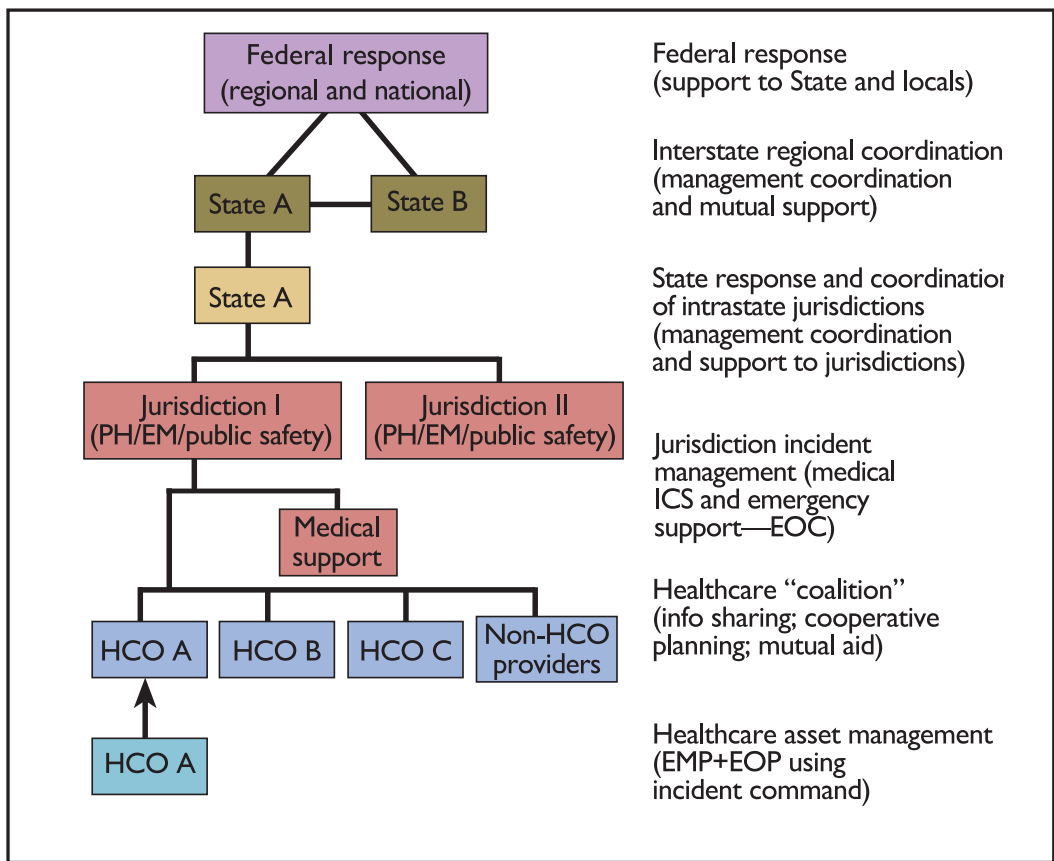 Federal response
(regional and national)
Federal response
(support to State and locals)
State A
State B
Interstate regional coordination
(management coordination
and mutual support)
State A
State response and coordination
of intrastate jurisdictions
(management coordination
and support to jurisdictions)
Jurisdiction I
(PH/EM/public safety)
Jurisdiction II
(PH/EM/public safety)
Medical
support
Jurisdiction incident
management (medical
ICS and emergency
support—EOC)
HCO A
HCO B
HCO C
Non-HCO
providers
Healthcare “coalition”
(info sharing; cooperative
planning; mutual aid)
HCO A
Healthcare asset management
(EMP+EOP using
incident command)